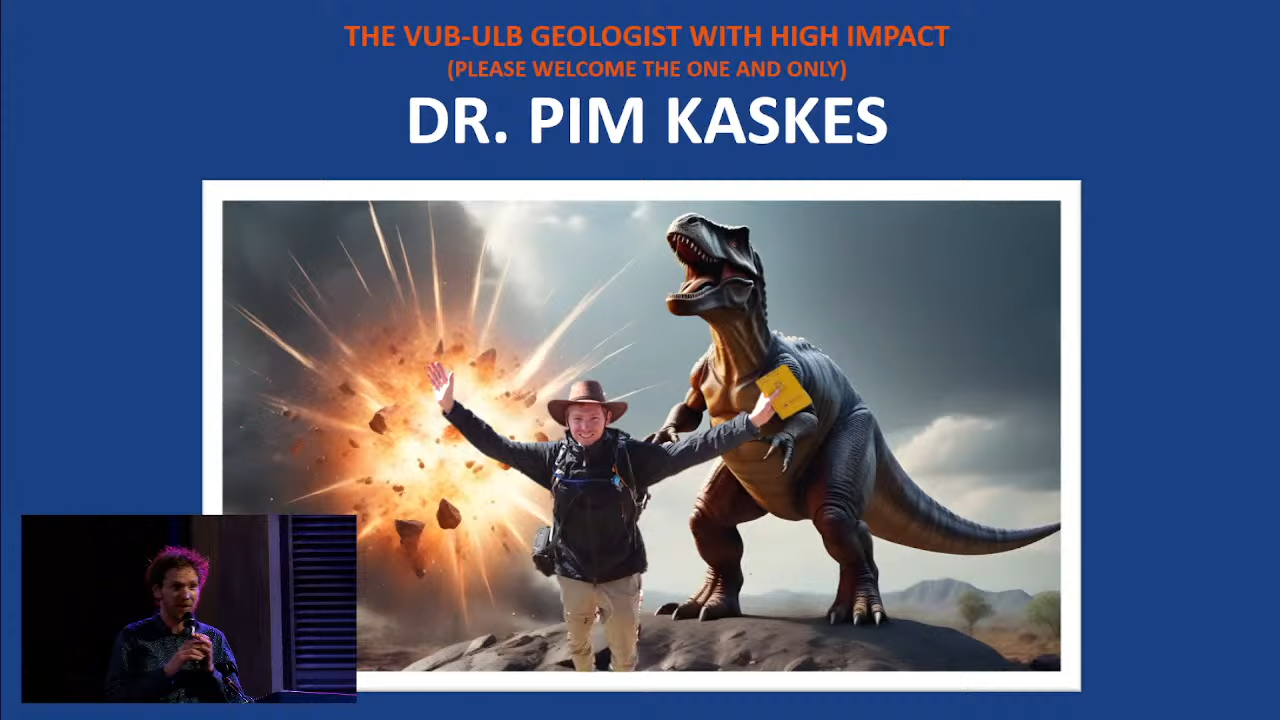 THE VUB-ULB GEOLOGIST WITH HIGH IMPACT
(PLEASE WELCOME THE ONE AND ONLY)
DR. PIM KASKES